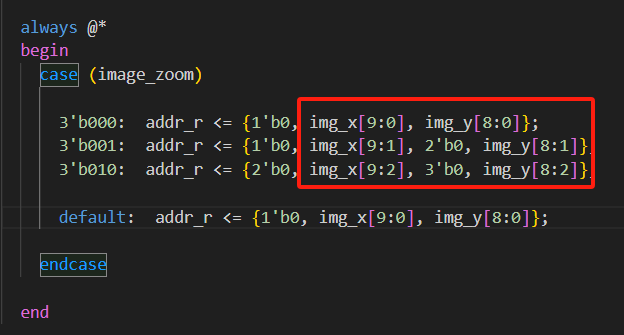 always @*
begin
case (image_zoom)
3'b000: addr_r <= {1'b0, img_x[9:0], img_y[8:0]};
3'b001: addr_r <= {1'b0, img_x[9:1], 2'b0, img_y[8:1]};
3'b010: addr_r <= {2'b0, img_x[9:2], 3'b0, img_y[8:2]};
default: addr_r <= {1'b0, img_x[9:0], img_y[8:0]};
endcase
end